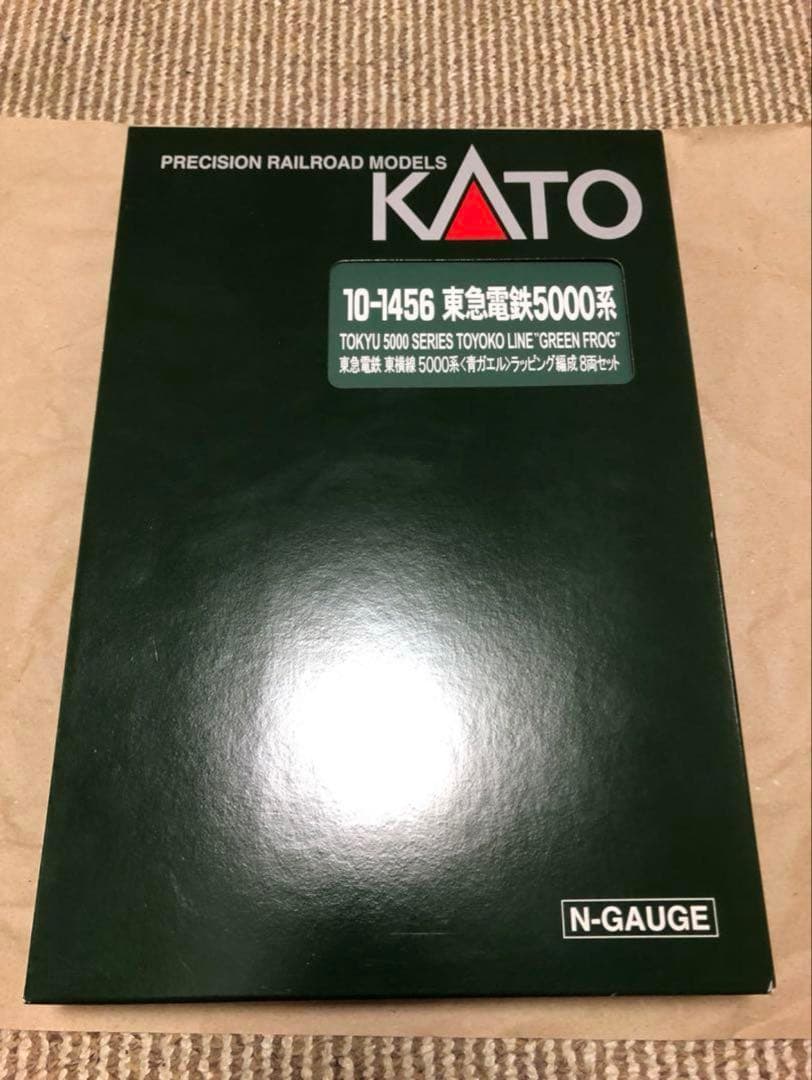 PRECISION RAILROAD MODELS
KATO
10-1456 東急電鉄5000系
TOKYU 5000 SERIES TOYOKO LINE "GREEN FROG"
東急電鉄 東横線 5000系〈青ガエル〉ラッピング編成 8両セット
N-GAUGE